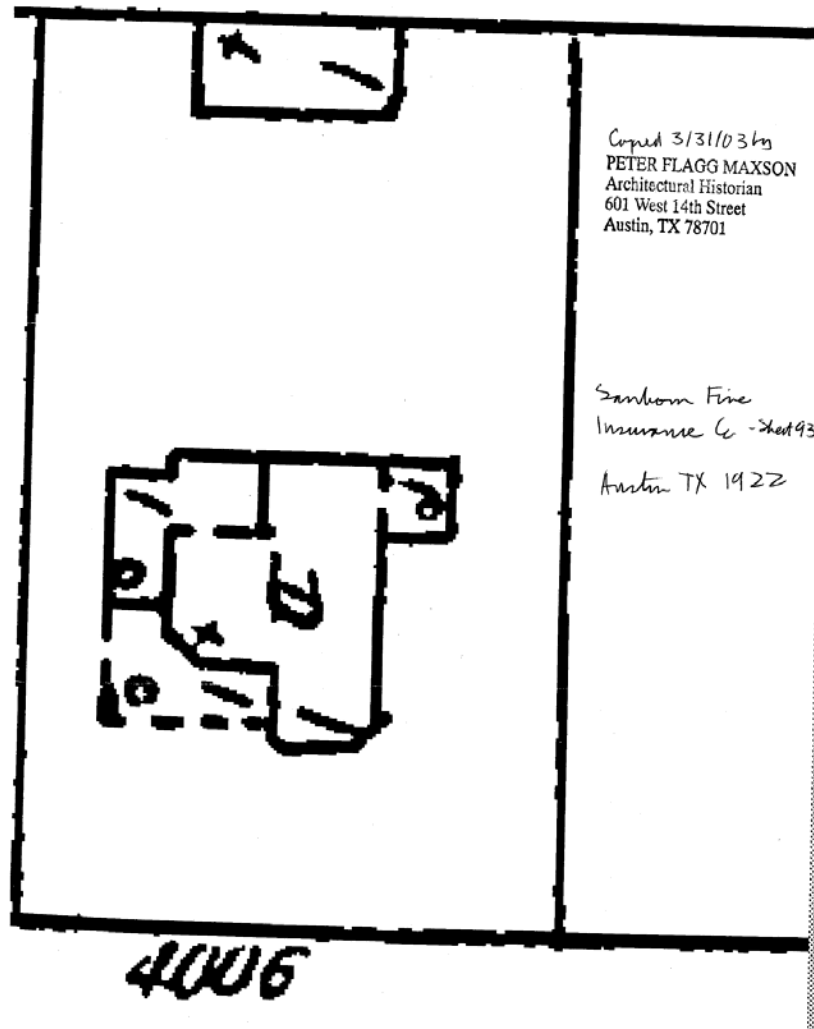 Copied 3/31/03 by
PETER FLAGG MAXSON
Architectural Historian
601 West 14th Street
Austin, TX 78701
Sanborn Fire
Insurance Co - Sheet 93
Austin TX 1922
D
4006